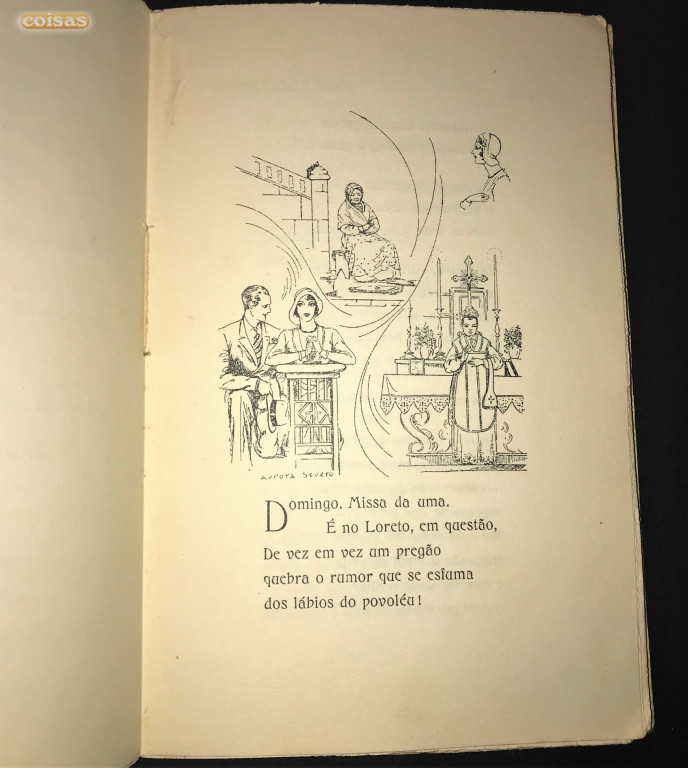 coisas
AURORA SEVERO
Domingo. Missa da uma.
É no Loreto, em questão,
De vez em vez um pregão
quebra o rumor que se esfuma
dos lábios do povoléu!